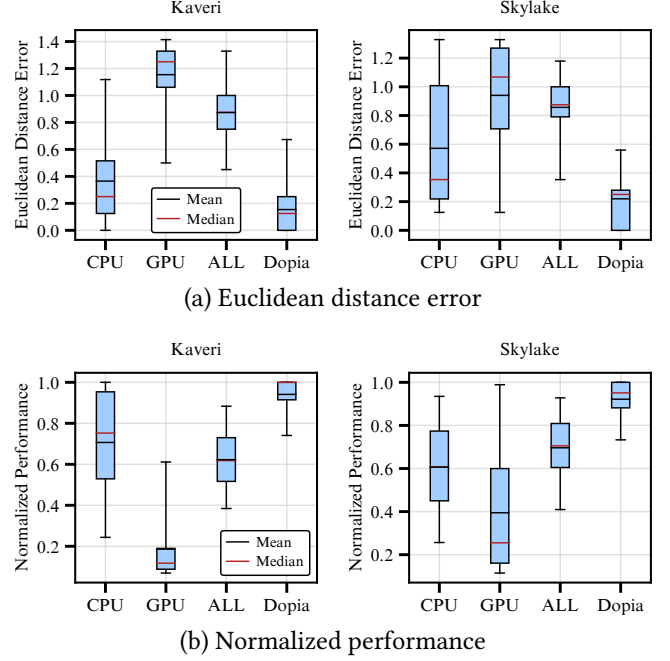 Kaveri
Skylake
Euclidean Distance Error
1.4
1.2
1.0
0.8
0.6
0.4
0.2
0.0
Mean
Median
CPU GPU ALL Dopia
Euclidean Distance Error
1.2
1.0
0.8
0.6
0.4
0.2
0.0
CPU GPU ALL Dopia
(a) Euclidean distance error
Kaveri
Skylake
Normalized Performance
1.0
0.8
0.6
0.4
0.2
Mean
Median
CPU GPU ALL Dopia
Normalized Performance
1.0
0.8
0.6
0.4
0.2
CPU GPU ALL Dopia
(b) Normalized performance